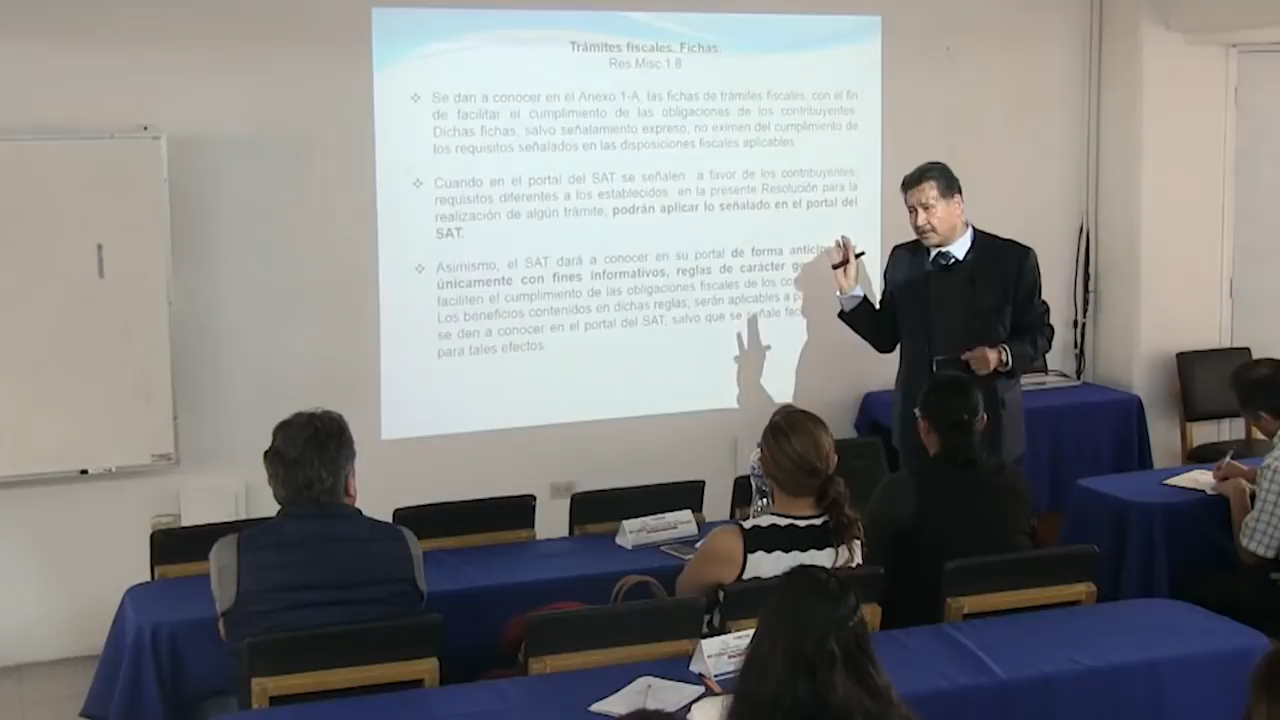 Trámites fiscales. Fichas.
Res Misc.1.8
Se dan a conocer en el Anexo 1-A, las fichas de trámites fiscales, con el fin
de facilitar el cumplimiento de las obligaciones de los contribuyentes.
Dichas fichas, salvo señalamiento expreso, no eximen del cumplimiento de
los requisitos señalados en las disposiciones fiscales aplicables
Cuando en el portal del SAT se señalen a favor de los contribuyentes,
requisitos diferentes a los establecidos en la presente Resolución para la
realización de algún trámite, podrán aplicar lo señalado en el portal del
SAT.
Asimismo, el SAT dará a conocer en su portal de forma anticip
únicamente con fines informativos, reglas de carácter g
faciliten el cumplimiento de las obligaciones fiscales de los co
Los beneficios contenidos en dichas reglas, serán aplicables a p
se den a conocer en el portal del SAT, salvo que se señale fec
para tales efectos.